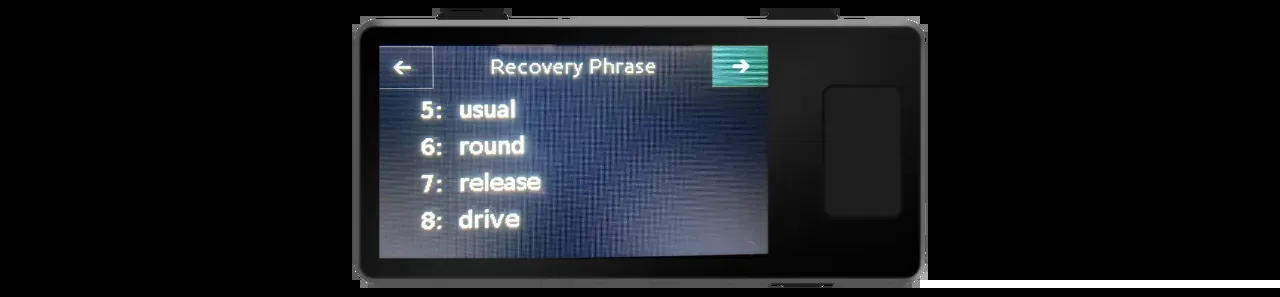 ← Recovery Phrase →
5: usual
6: round
7: release
8: drive